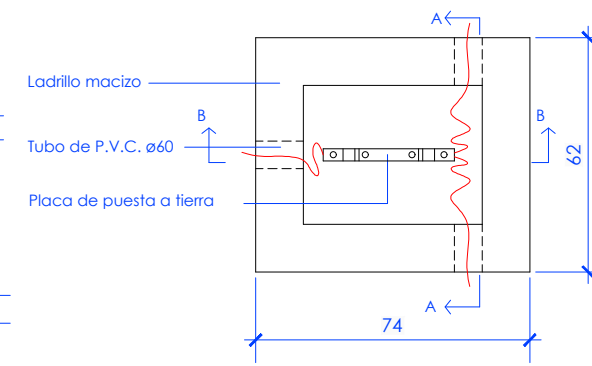 A
Ladrillo macizo
B
B
Tubo de P.V.C. ø60
62
Placa de puesta a tierra
A
74